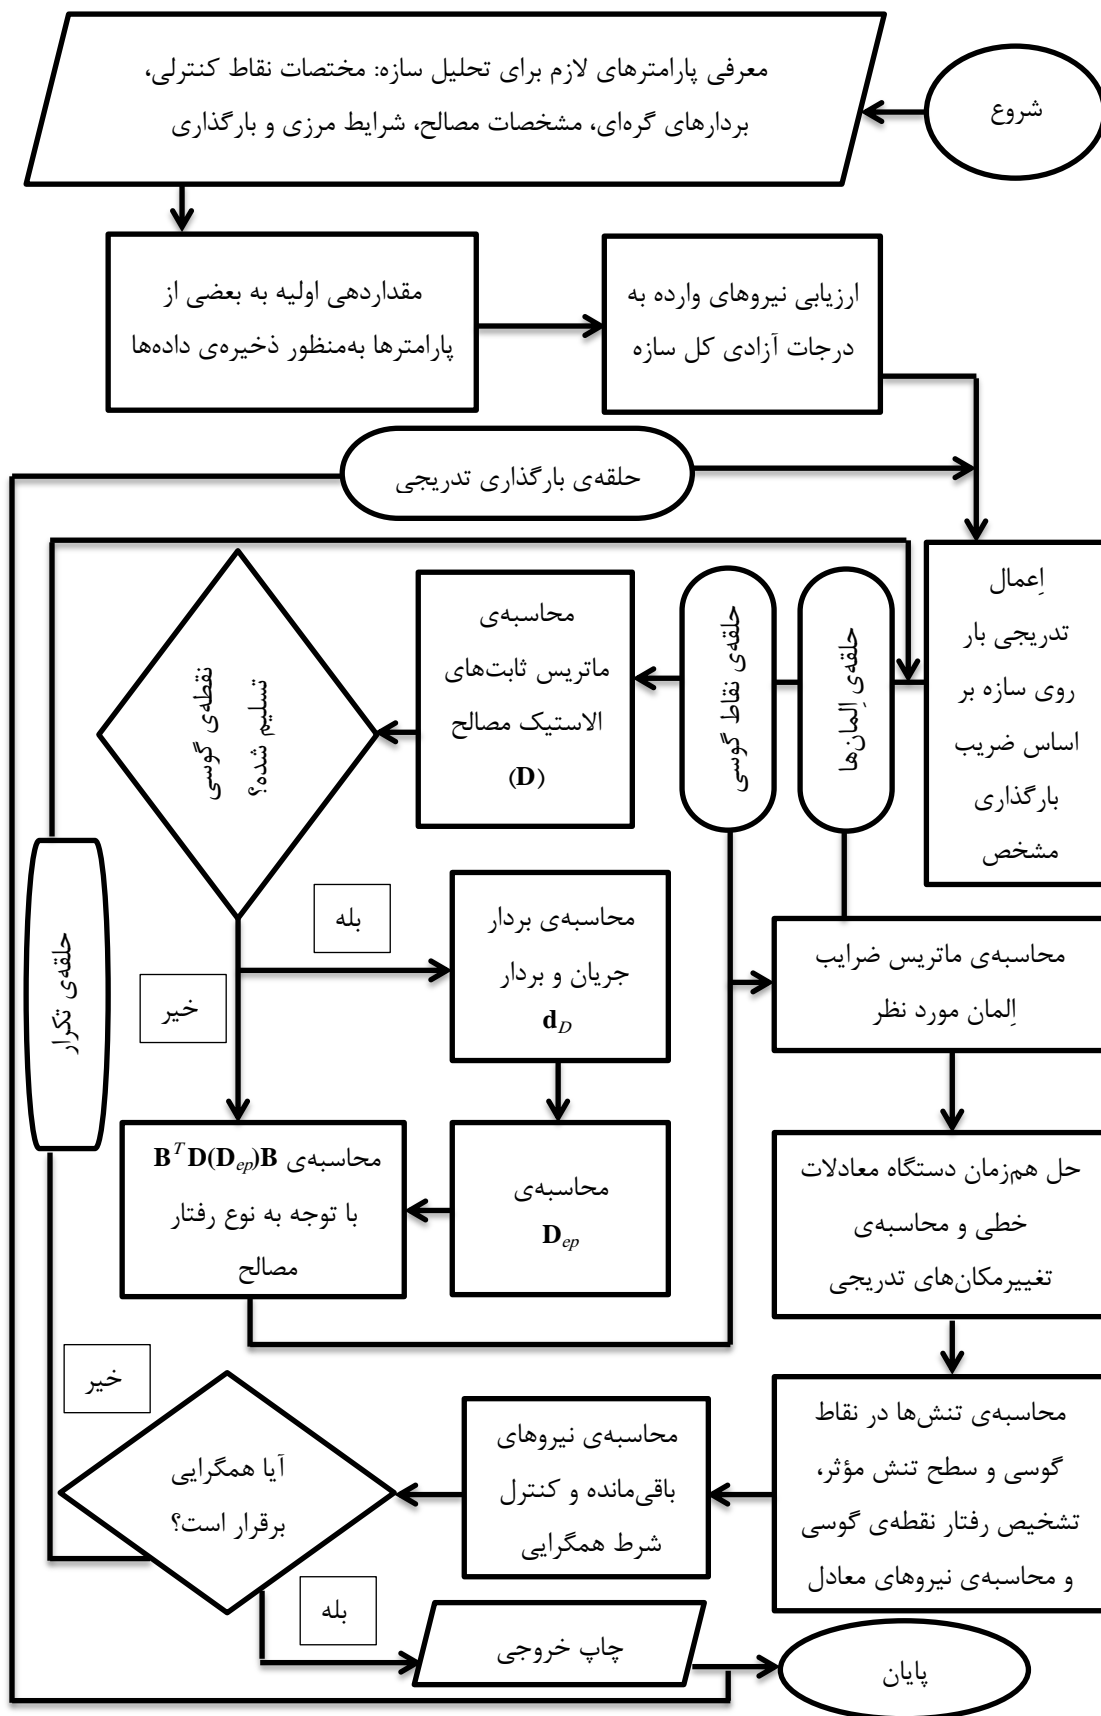 شروع
معرفی پارامترهای لازم برای تحلیل سازه: مختصات نقاط کنترلی،
بردارهای گره‌ای، مشخصات مصالح، شرایط مرزی و بارگذاری
مقداردهی اولیه به بعضی از
پارامترها به‌منظور ذخیره‌ی داده‌ها
ارزیابی نیروهای وارده به
درجات آزادی کل سازه
حلقه‌ی بارگذاری تدریجی
اِعمال
تدریجی بار
روی سازه بر
اساس ضریب
بارگذاری
مشخص
حلقه‌ی اِلمان‌ها
حلقه‌ی نقاط گوسی
محاسبه‌ی
ماتریس ثابت‌های
الاستیک مصالح
(D)
نقطه‌ی گوسی
تسلیم شده؟
بله
خیر
محاسبه‌ی بردار
جریان و بردار
d_D
محاسبه‌ی
D_ep
محاسبه‌ی B^T D(D_ep)B
با توجه به نوع رفتار
مصالح
محاسبه‌ی ماتریس ضرایب
اِلمان مورد نظر
حل هم‌زمان دستگاه معادلات
خطی و محاسبه‌ی
تغییرمکان‌های تدریجی
محاسبه‌ی تنش‌ها در نقاط
گوسی و سطح تنش مؤثر،
تشخیص رفتار نقطه‌ی گوسی
و محاسبه‌ی نیروهای معادل
محاسبه‌ی نیروهای
باقی‌مانده و کنترل
شرط همگرایی
آیا همگرایی
برقرار است؟
خیر
حلقه‌ی تکرار
بله
چاپ خروجی
پایان